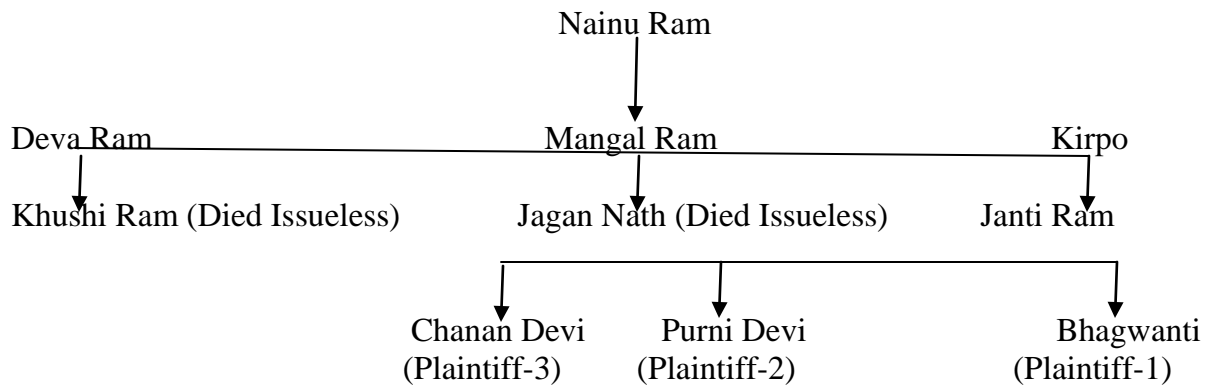 Nainu Ram
Deva Ram Mangal Ram Kirpo
Khushi Ram (Died Issueless) Jagan Nath (Died Issueless) Janti Ram
Chanan Devi Purni Devi Bhagwanti
(Plaintiff-3) (Plaintiff-2) (Plaintiff-1)